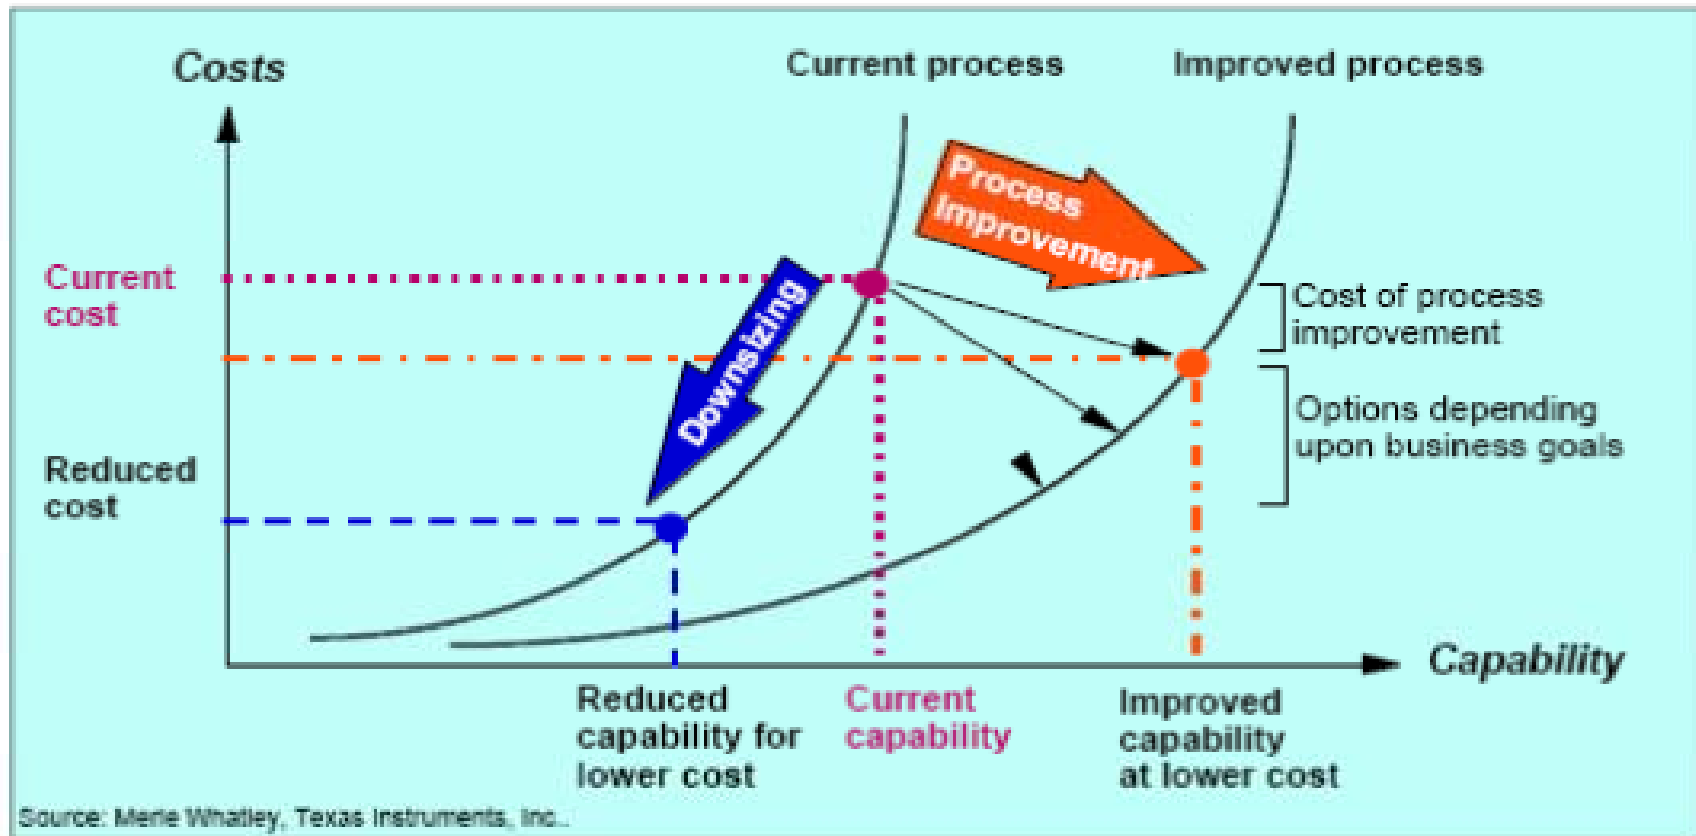 Costs
Current process
Improved process
Process
Improvement
Current
cost
Downsizing
Cost of process
improvement
Options depending
upon business goals
Reduced
cost
Capability
Reduced
capability for
lower cost
Current
capability
Improved
capability
at lower cost
Source: Merle Whatley, Texas Instruments, Inc..